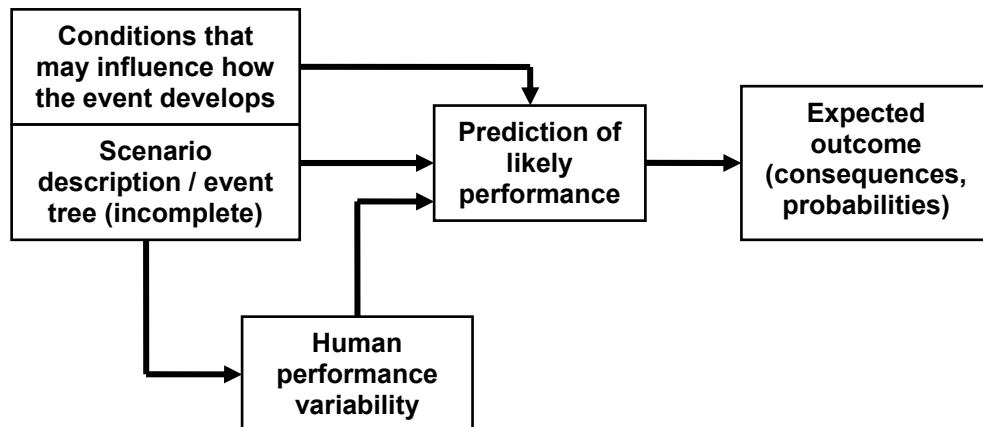 Conditions that
may influence how
the event develops
Scenario
description / event
tree (incomplete)
Prediction of
likely
performance
Expected
outcome
(consequences,
probabilities)
Human
performance
variability